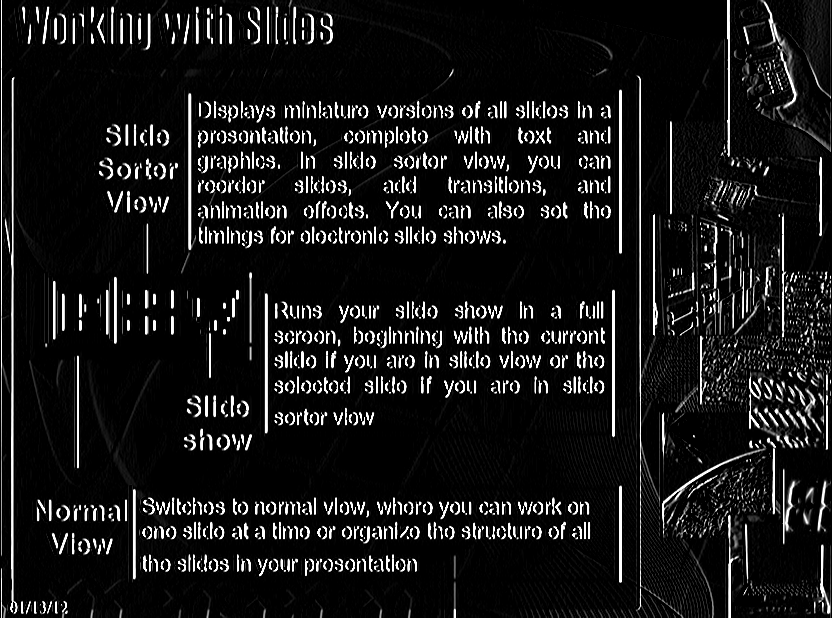 Working with Slides
Slide
Sorter
View
Displays miniature versions of all slides in a
presentation, complete with text and
graphics. In slide sorter view, you can
reorder slides, add transitions, and
animation effects. You can also set the
timings for electronic slide shows.
Runs your slide show in a full
screen, beginning with the current
slide if you are in slide view or the
selected slide if you are in slide
sorter view
Slide
show
Normal
View
Switches to normal view, where you can work on
one slide at a time or organize the structure of all
the slides in your presentation
01/13/12